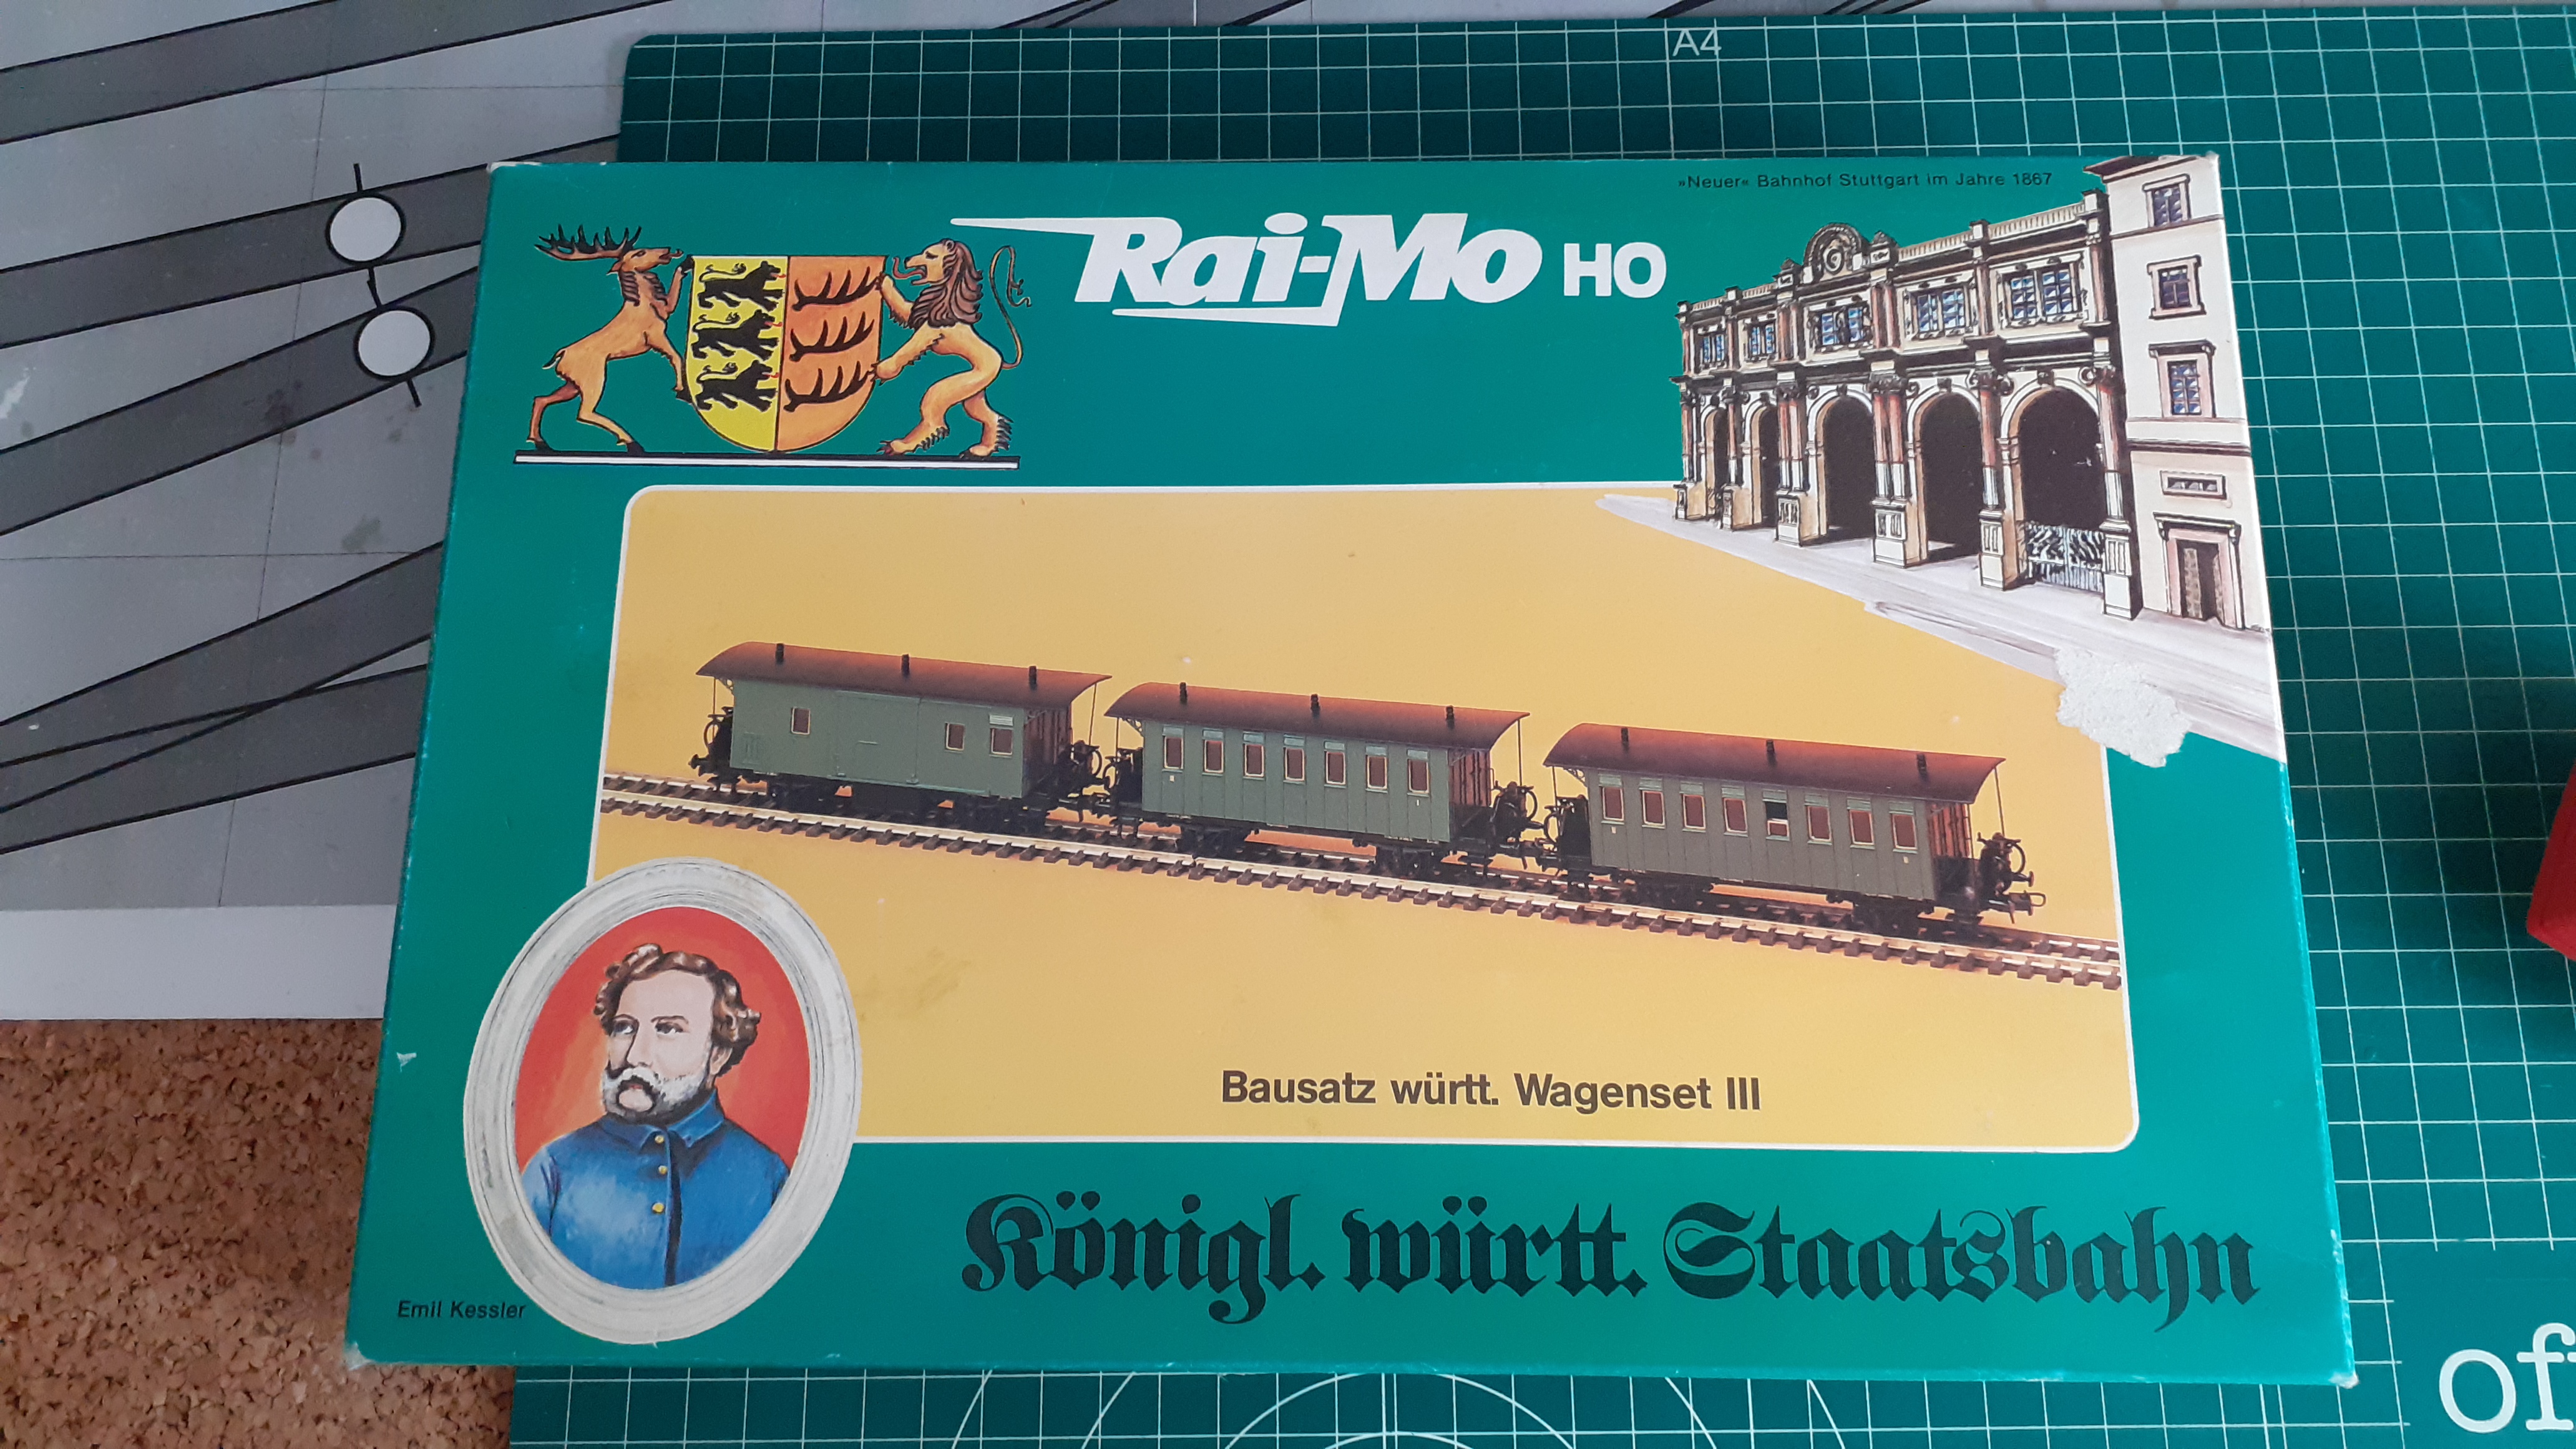 A4
»Neuer« Bahnhof Stuttgart im Jahre 1867
Rai-Mo HO
Bausatz württ. Wagenset III
Königl. württ. Staatsbahn
Emil Kessler